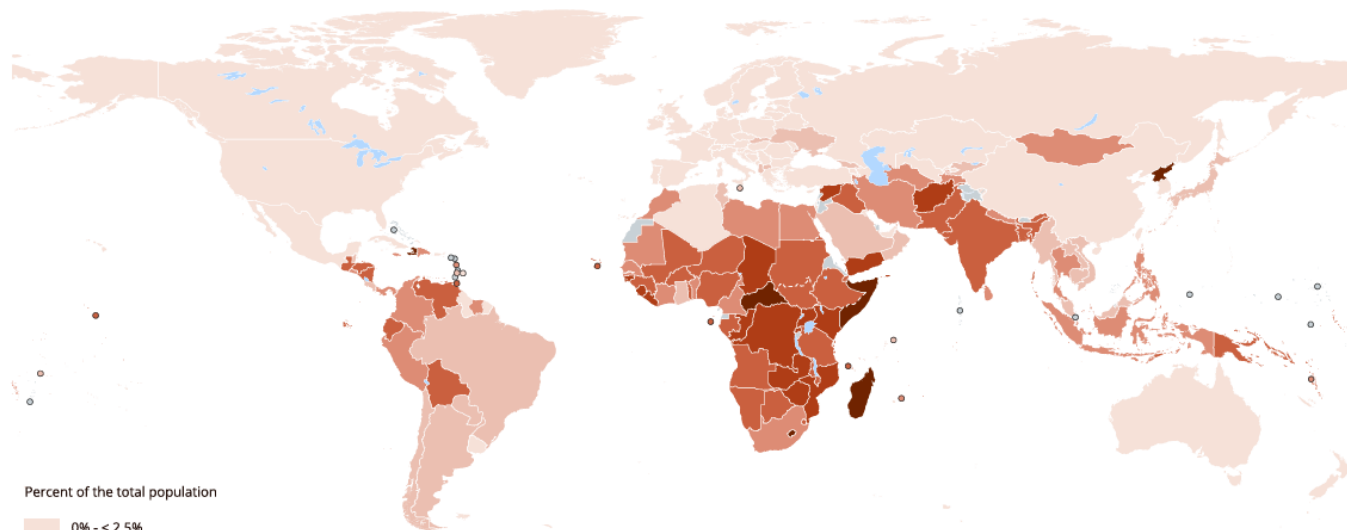 Percent of the total population
0% - < 2.5%